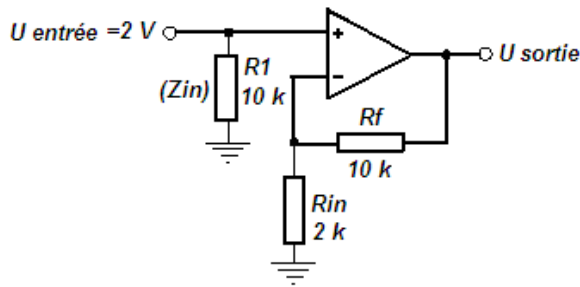 U entrée =2 V
+
-
U sortie
R1
(Zin)
10 k
Rf
10 k
Rin
2 k